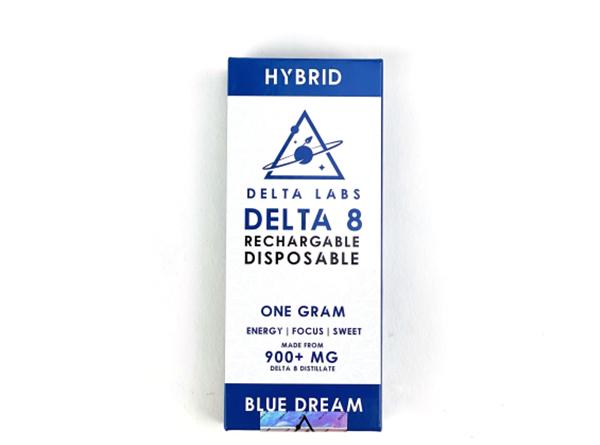 HYBRID
DELTA LABS
DELTA 8
RECHARGABLE
DISPOSABLE
ONE GRAM
ENERGY | FOCUS | SWEET
MADE FROM
900+ MG
DELTA 8 DISTILLATE
BLUE DREAM